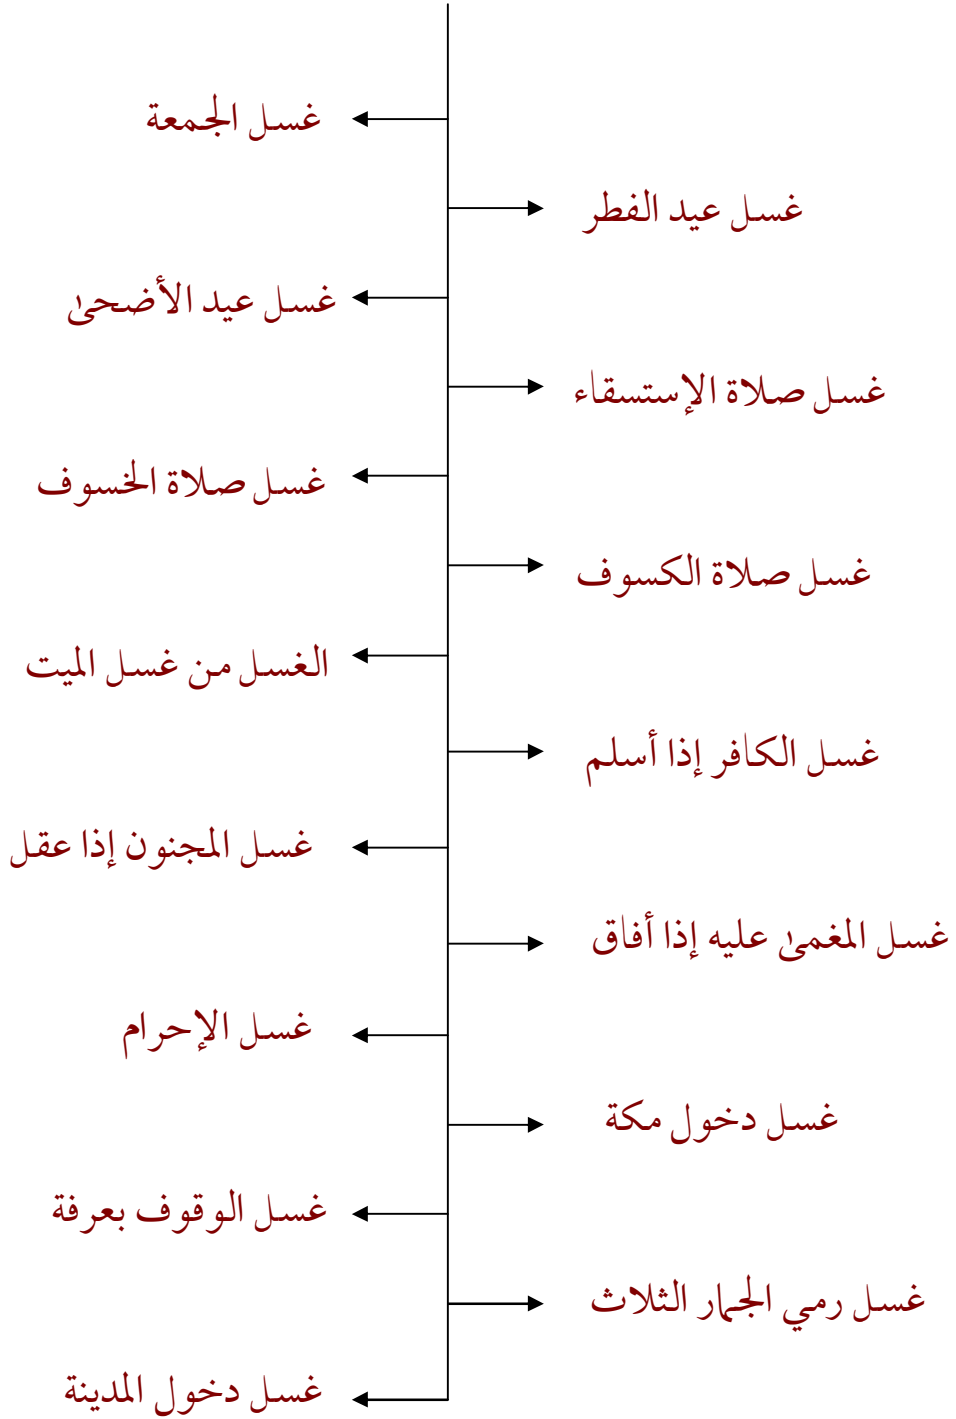 غسل الجمعة
غسل عيد الفطر
غسل عيد الأضحىٰ
غسل صلاة الإستسقاء
غسل صلاة الخسوف
غسل صلاة الكسوف
الغسل من غسل الميت
غسل الكافر إذا أسلم
غسل المجنون إذا عقل
غسل المغمىٰ عليه إذا أفاق
غسل الإحرام
غسل دخول مكة
غسل الوقوف بعرفة
غسل رمي الجمار الثلاث
غسل دخول المدينة